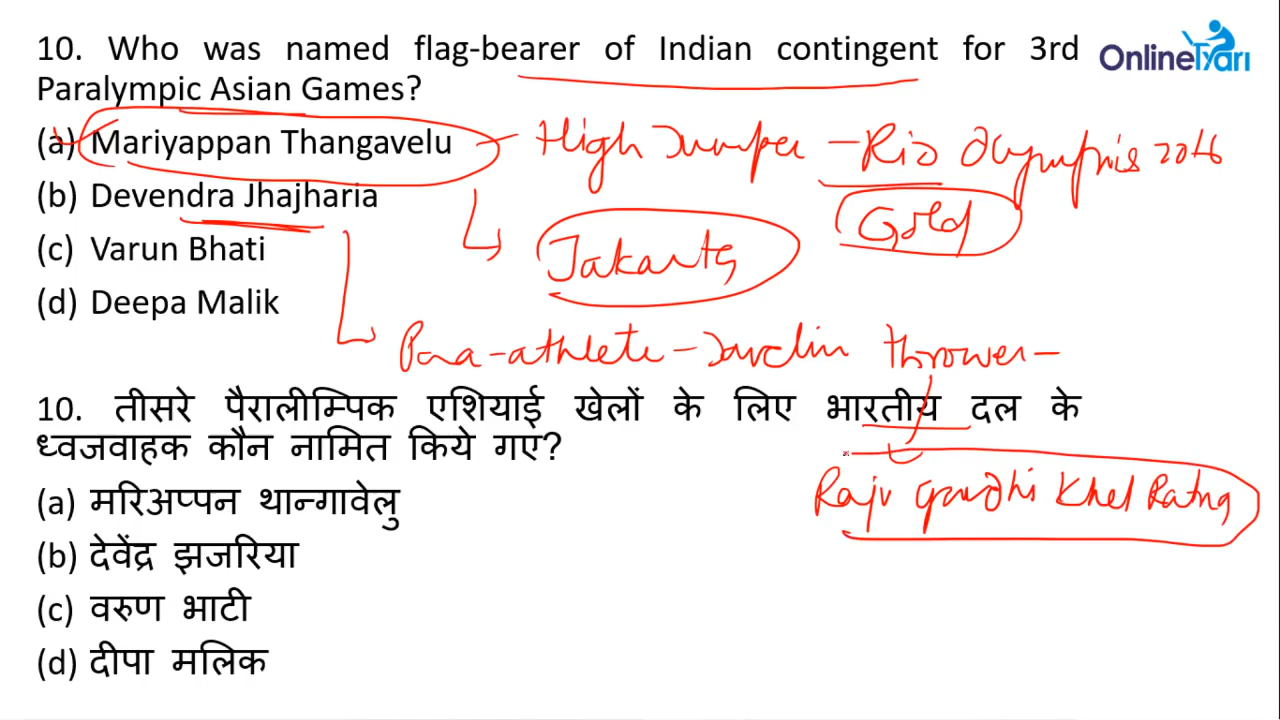 10. Who was named flag-bearer of Indian contingent for 3rd
Paralympic Asian Games?
OnlineTyari
(a) Mariyappan Thangavelu
High Jumper - Rio Olympics 2016
(b) Devendra Jhajharia
Gold
(c) Varun Bhati
Jakarta
(d) Deepa Malik
Para-athlete - Javelin thrower -
10. तीसरे पैरालीम्पिक एशियाई खेलों के लिए भारतीय दल के
ध्वजवाहक कौन नामित किये गए?
(a) मरिअप्पन थान्गावेलु
Rajiv Gandhi Khel Ratna
(b) देवेंद्र झजरिया
(c) वरुण भाटी
(d) दीपा मलिक